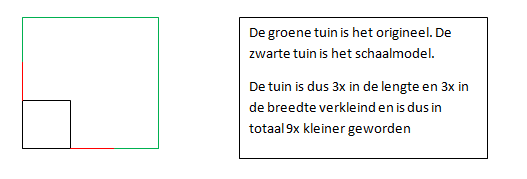 De groene tuin is het origineel. De
zwarte tuin is het schaalmodel.
De tuin is dus 3x in de lengte en 3x in
de breedte verkleind en is dus in
totaal 9x kleiner geworden